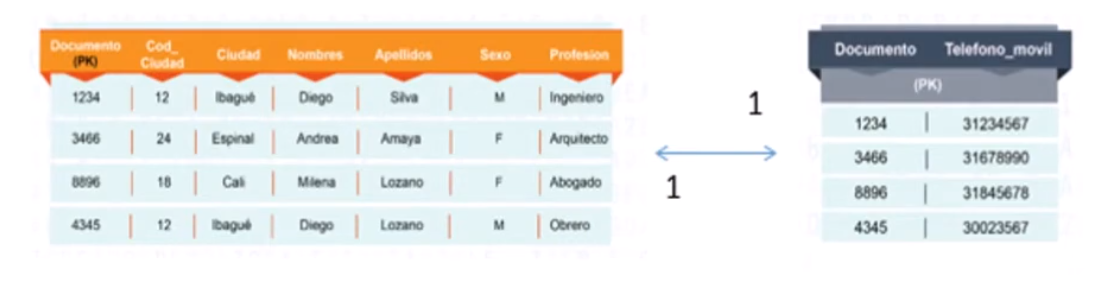 Documento (PK) Cod_Ciudad Ciudad Nombres Apellidos Sexo Profesion
1234 12 Ibagué Diego Silva M Ingeniero
3466 24 Espinal Andrea Amaya F Arquitecto
8896 18 Cali Milena Lozano F Abogado
4345 12 Ibagué Diego Lozano M Obrero
1
1
Documento Telefono_movil
(PK)
1234 31234567
3466 31678990
8896 31845678
4345 30023567